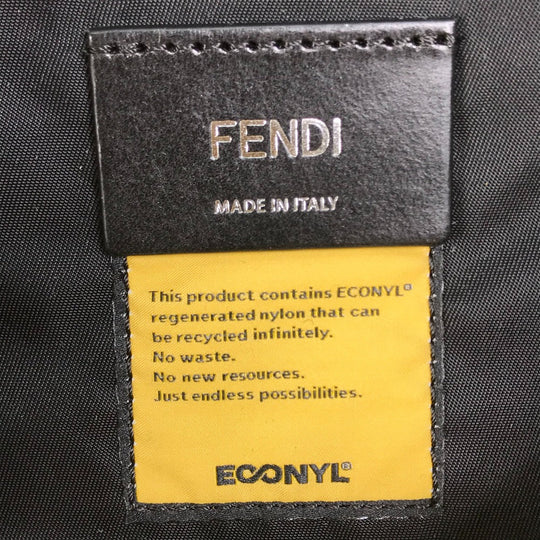 FENDI
MADE IN ITALY
This product contains ECONYL®
regenerated nylon that can
be recycled infinitely.
No waste.
No new resources.
Just endless possibilities.
ECONYL®